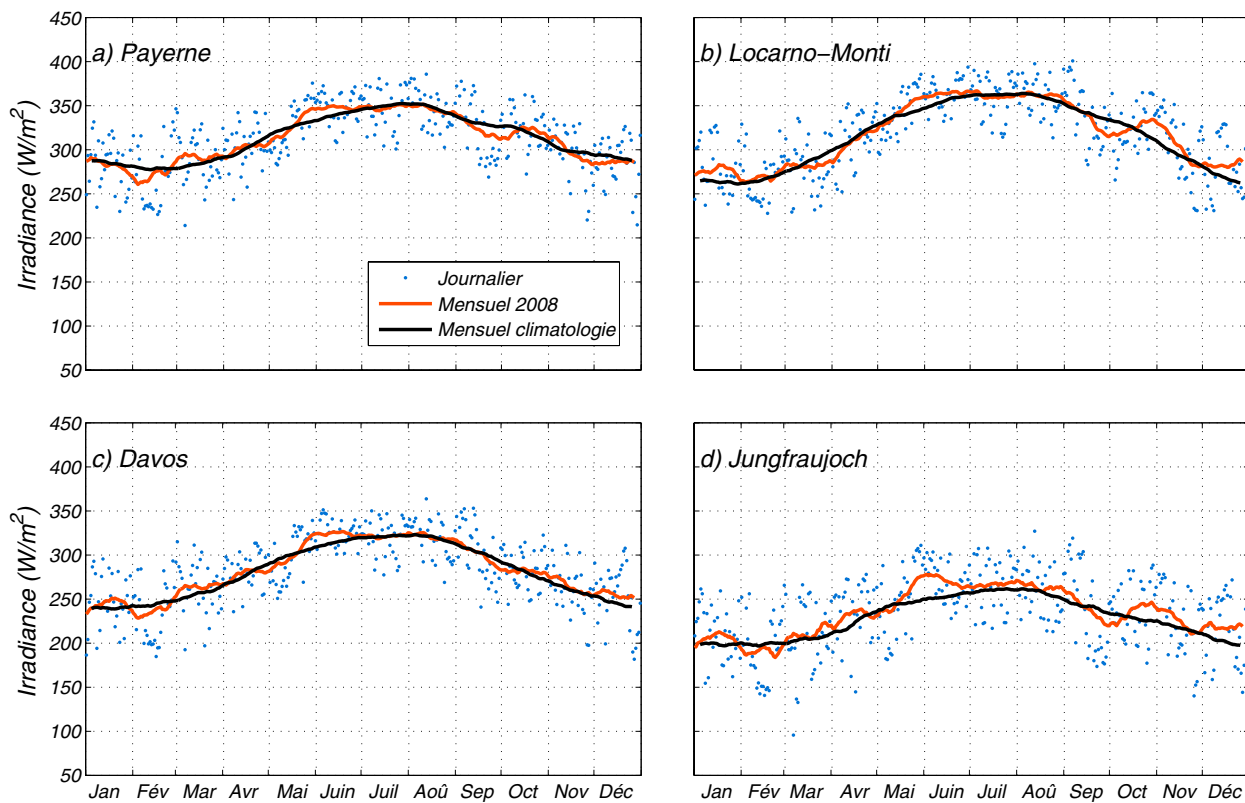 450
400
350
300
250
200
150
100
50
Irradiance (W/m²)
a) Payerne
Journalier
Mensuel 2008
Mensuel climatologie
b) Locarno–Monti
450
400
350
300
250
200
150
100
50
Irradiance (W/m²)
c) Davos
Jan Fév Mar Avr Mai Juin Juil Aoû Sep Oct Nov Déc
d) Jungfraujoch
Jan Fév Mar Avr Mai Juin Juil Aoû Sep Oct Nov Déc